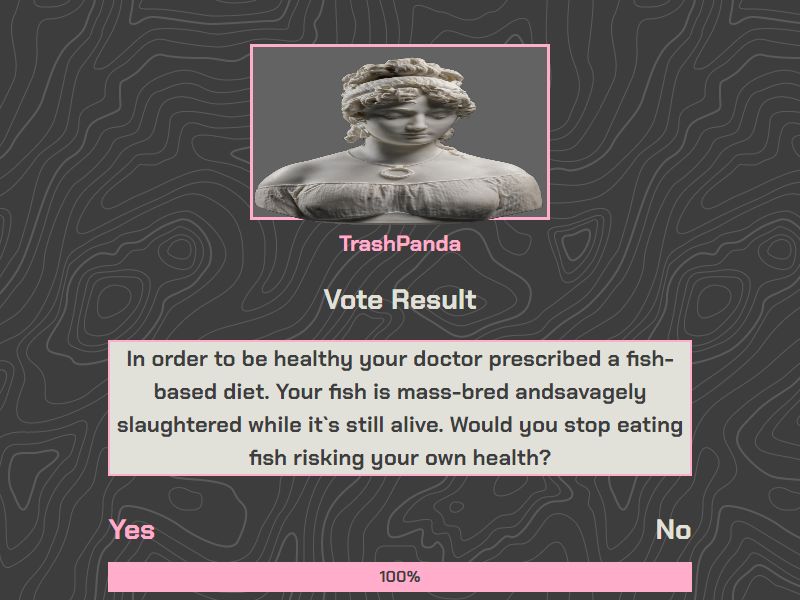 TrashPanda
Vote Result
In order to be healthy your doctor prescribed a fish-
based diet. Your fish is mass-bred andsavagely
slaughtered while it`s still alive. Would you stop eating
fish risking your own health?
Yes
No
100%